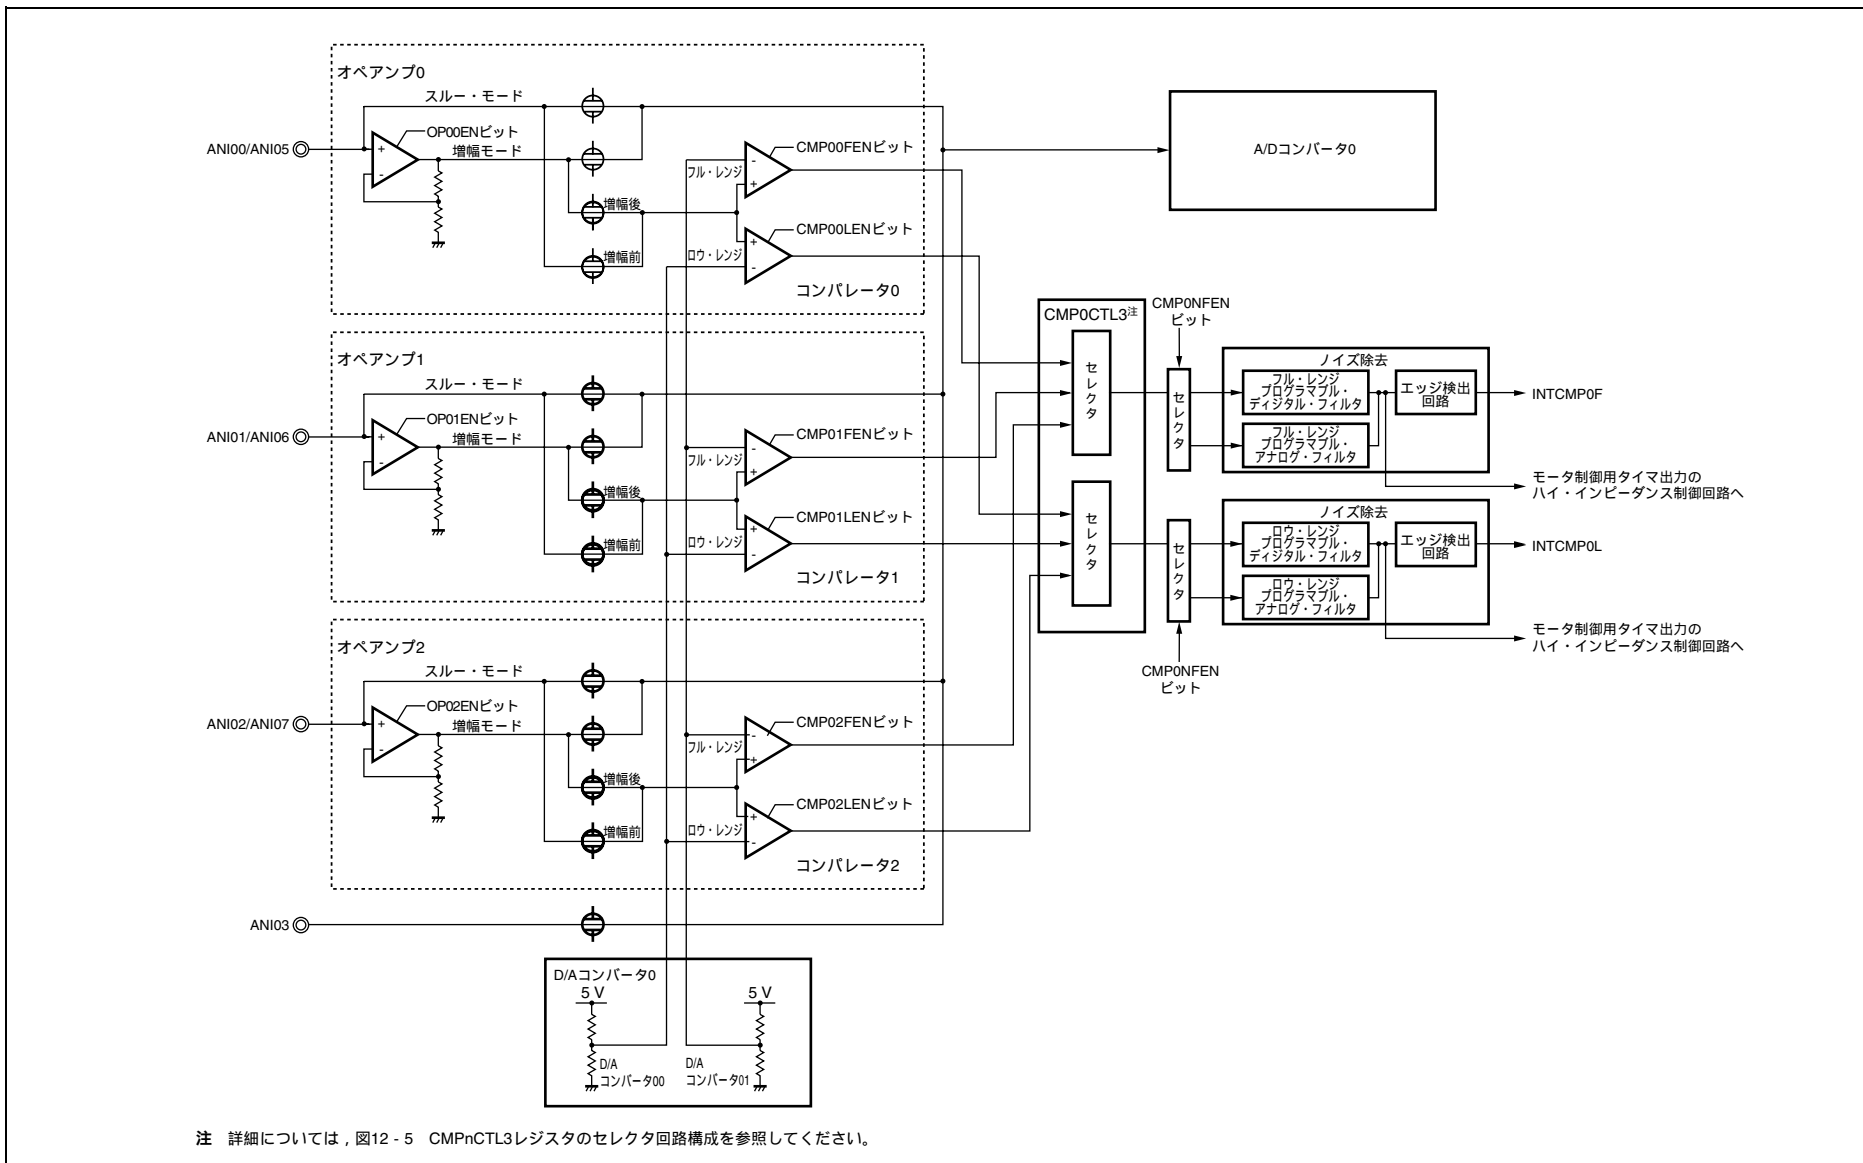 オペアンプ0
スルー・モード
OP00ENビット
ANI00/ANI05
増幅モード
+
-
増幅後
増幅前
CMP00FENビット
-
フル・レンジ
+
CMP00LENビット
+
ロウ・レンジ
-
コンパレータ0
A/Dコンバータ0
オペアンプ1
スルー・モード
OP01ENビット
ANI01/ANI06
増幅モード
+
-
増幅後
増幅前
CMP01FENビット
-
フル・レンジ
+
CMP01LENビット
+
ロウ・レンジ
-
コンパレータ1
オペアンプ2
スルー・モード
OP02ENビット
ANI02/ANI07
増幅モード
+
-
増幅後
増幅前
CMP02FENビット
-
フル・レンジ
+
CMP02LENビット
+
ロウ・レンジ
-
コンパレータ2
ANI03
D/Aコンバータ0
5 V
5 V
D/A
コンバータ00
D/A
コンバータ01
CMP0CTL3注
セレクタ
セレクタ
CMP0NFEN
ビット
セレクタ
ノイズ除去
フル・レンジ
プログラマブル・
ディジタル・フィルタ
エッジ検出
回路
INTCMP0F
フル・レンジ
プログラマブル・
アナログ・フィルタ
モータ制御用タイマ出力の
ハイ・インピーダンス制御回路へ
セレクタ
CMP0NFEN
ビット
ノイズ除去
ロウ・レンジ
プログラマブル・
ディジタル・フィルタ
エッジ検出
回路
INTCMP0L
ロウ・レンジ
プログラマブル・
アナログ・フィルタ
モータ制御用タイマ出力の
ハイ・インピーダンス制御回路へ
注 詳細については,図12-5 CMPnCTL3レジスタのセレクタ回路構成を参照してください。